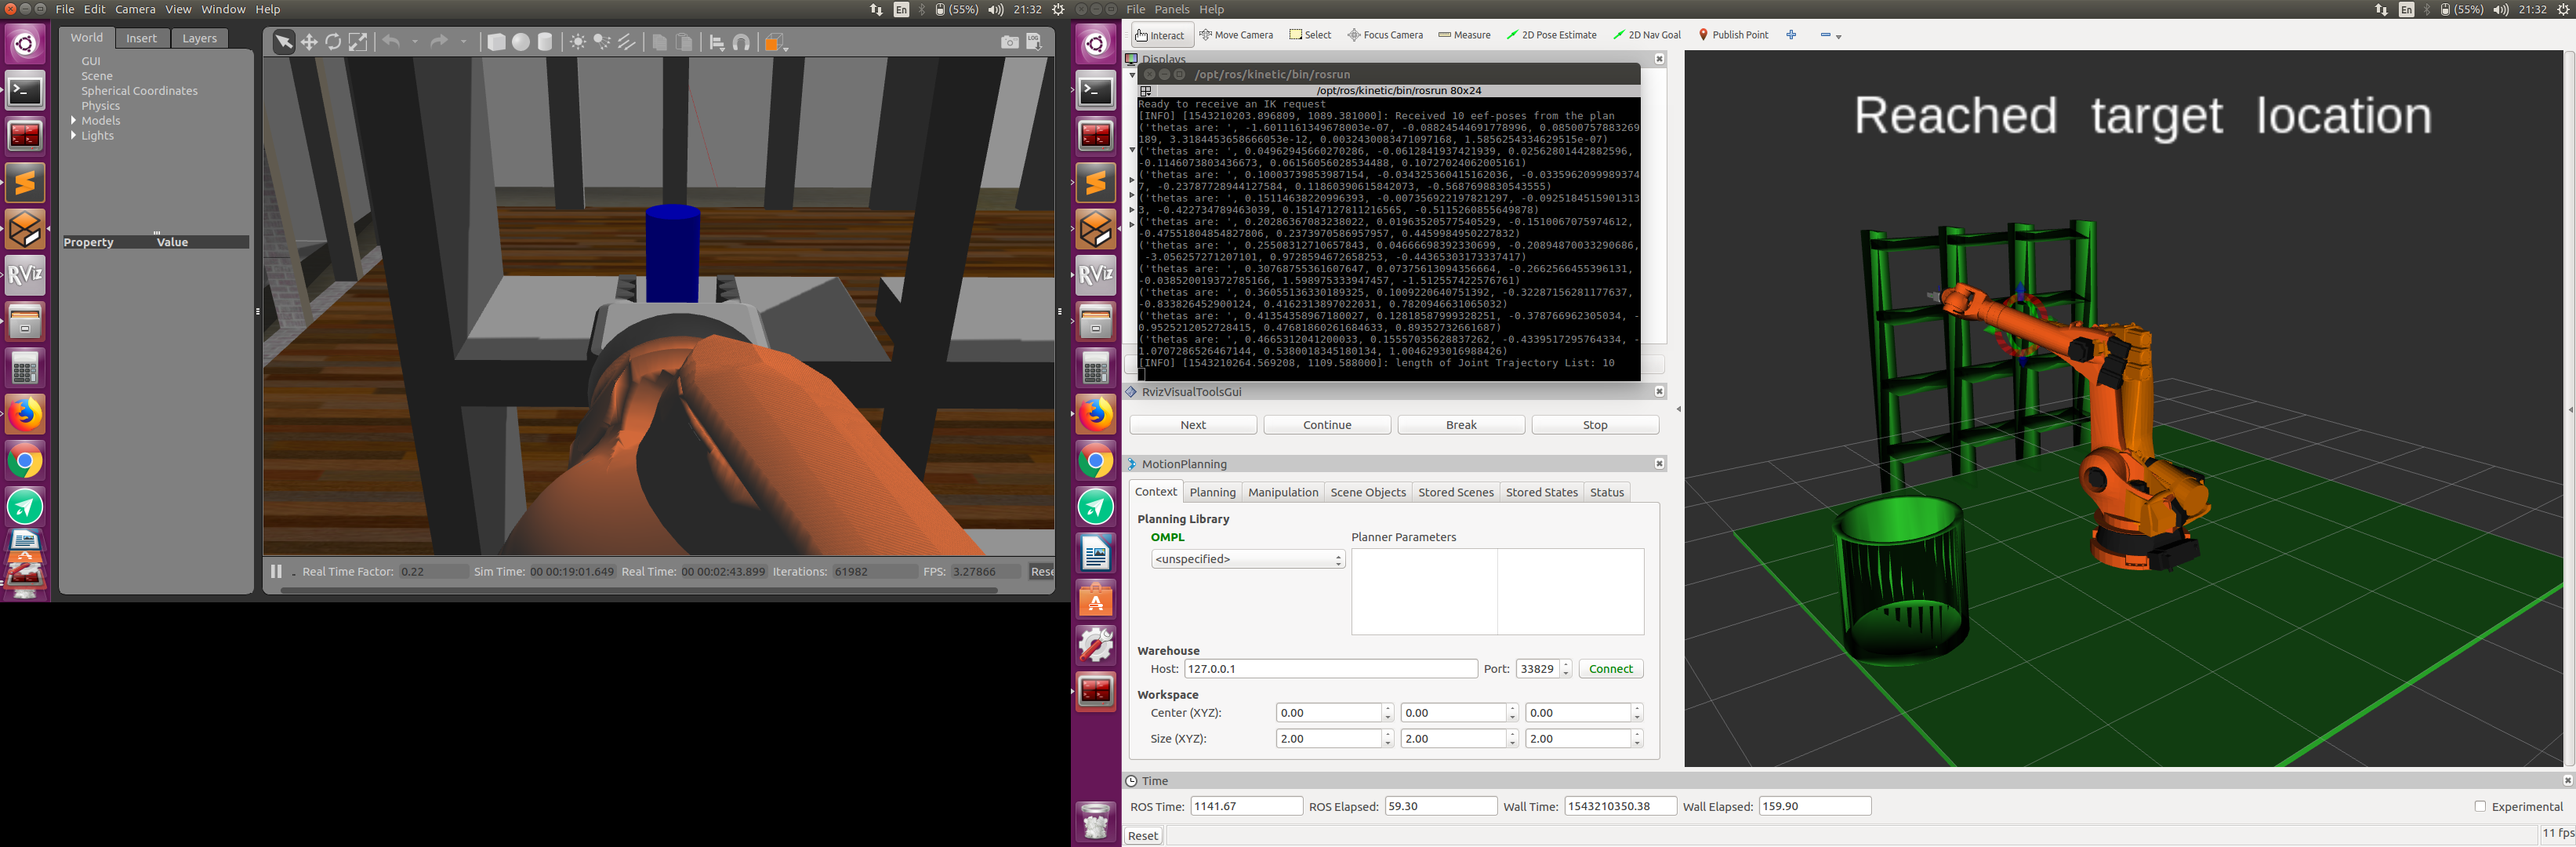 File Edit Camera View Window Help
En (55%) 21:32
World Insert Layers
GUI
Scene
Spherical Coordinates
Physics
Models
Lights
Property Value
Real Time Factor: 0.22 Sim Time: 00 00:19:01.649 Real Time: 00 00:02:43.899 Iterations: 61982 FPS: 3.27866 Rese
File Panels Help
En (55%) 21:32
Interact Move Camera Select Focus Camera Measure 2D Pose Estimate 2D Nav Goal Publish Point
Displays
/opt/ros/kinetic/bin/rosrun
/opt/ros/kinetic/bin/rosrun 80x24
Ready to receive an IK request
[INFO] [1543210203.896809, 1089.381000]: Received 10 eef-poses from the plan
('thetas are: ', -1.6011161349678003e-07, -0.08824544691778996, 0.08500757883269
189, 3.3184453658666053e-12, 0.0032430083471097168, 1.585625433462951​5e-07)
('thetas are: ', 0.04962945660270286, -0.0612841937421939, 0.02562801442882596,
-0.1146073803436673, 0.06156056028534488, 0.10727024062005161)
('thetas are: ', 0.10003739853987154, -0.034325360415162036, -0.0335962099989374
7, -0.23787728944127584, 0.11860390615842073, -0.5687698830543555)
('thetas are: ', 0.15114638220996393, -0.007356922197821297, -0.0925184515901313
3, -0.422734789463039, 0.15147127811216565, -0.5115260855649878)
('thetas are: ', 0.20286367083238022, 0.01963520577540529, -0.1510067075974612,
-0.47551804854827806, 0.2373970586957957, 0.4459984950227832)
('thetas are: ', 0.25508312710657843, 0.04666698392330699, -0.20894870033290686,
-3.056257271207101, 0.9728594672658253, -0.44365303173337417)
('thetas are: ', 0.30768755361607647, 0.07375613094356664, -0.2662566455396131,
-0.038520019372785166, 1.598975333947457, -1.512557422576761)
('thetas are: ', 0.36055136330189325, 0.1009220640751392, -0.32287156281177637,
-0.833826452900124, 0.4162313897022031, 0.7820946631065032)
('thetas are: ', 0.41354358967180027, 0.12818587999328251, -0.378766962305034, -
0.9525212052728415, 0.47681860261684633, 0.89352732661687)
('thetas are: ', 0.4665312041200033, 0.15557035628837262, -0.4339517295764334, -
1.0707286526467144, 0.5380018345180134, 1.0046293016988426)
[INFO] [1543210264.569208, 1109.588000]: length of Joint Trajectory List: 10
RvizVisualToolsGui
Next Continue Break Stop
MotionPlanning
Context Planning Manipulation Scene Objects Stored Scenes Stored States Status
Planning Library
OMPL Planner Parameters
<unspecified>
Warehouse
Host: 127.0.0.1 Port: 33829 Connect
Workspace
Center (XYZ): 0.00 0.00 0.00
Size (XYZ): 2.00 2.00 2.00
Reached target location
Time
ROS Time: 1141.67 ROS Elapsed: 59.30 Wall Time: 1543210350.38 Wall Elapsed: 159.90 Experimental
Reset 11 fps
RViz
RViz